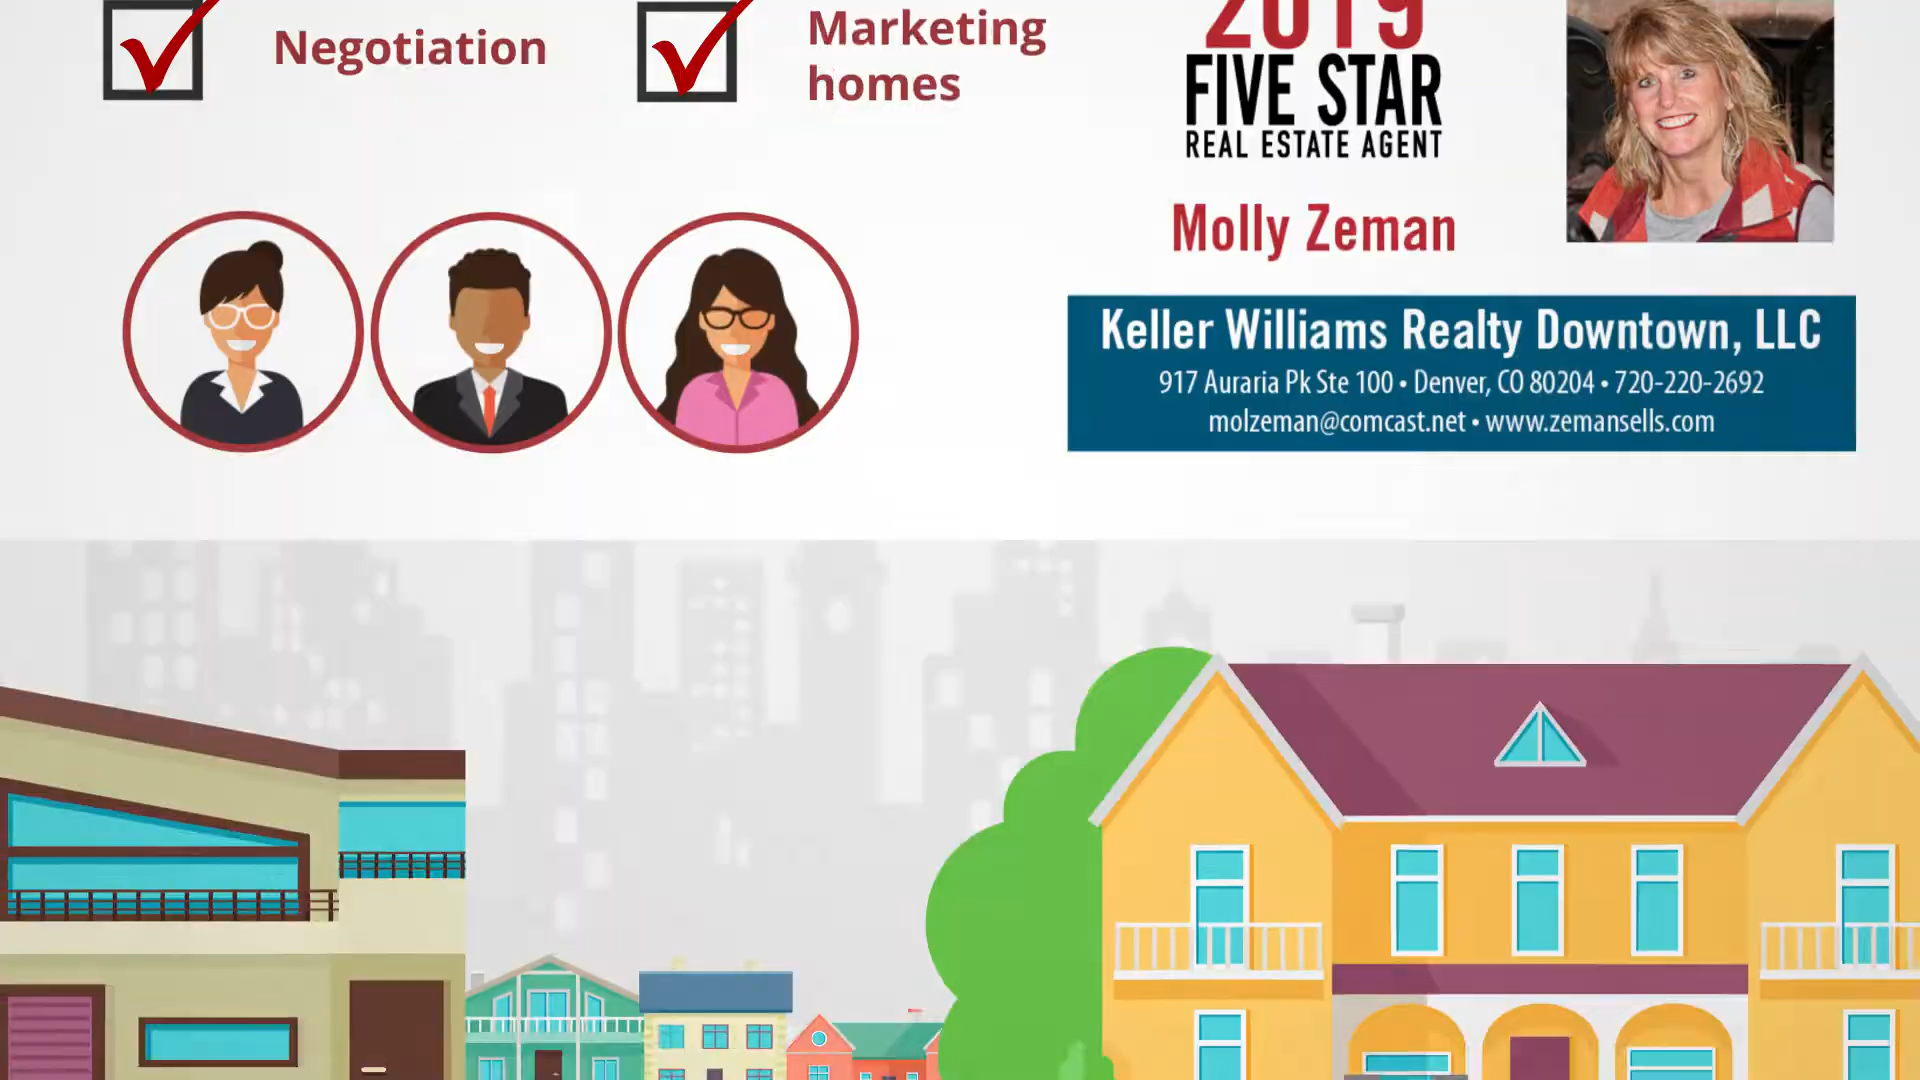 Negotiation
Marketing
homes
2019
FIVE STAR
REAL ESTATE AGENT
Molly Zeman
Keller Williams Realty Downtown, LLC
917 Auraria Pk Ste 100 • Denver, CO 80204 • 720-220-2692
molzeman@comcast.net • www.zemansells.com